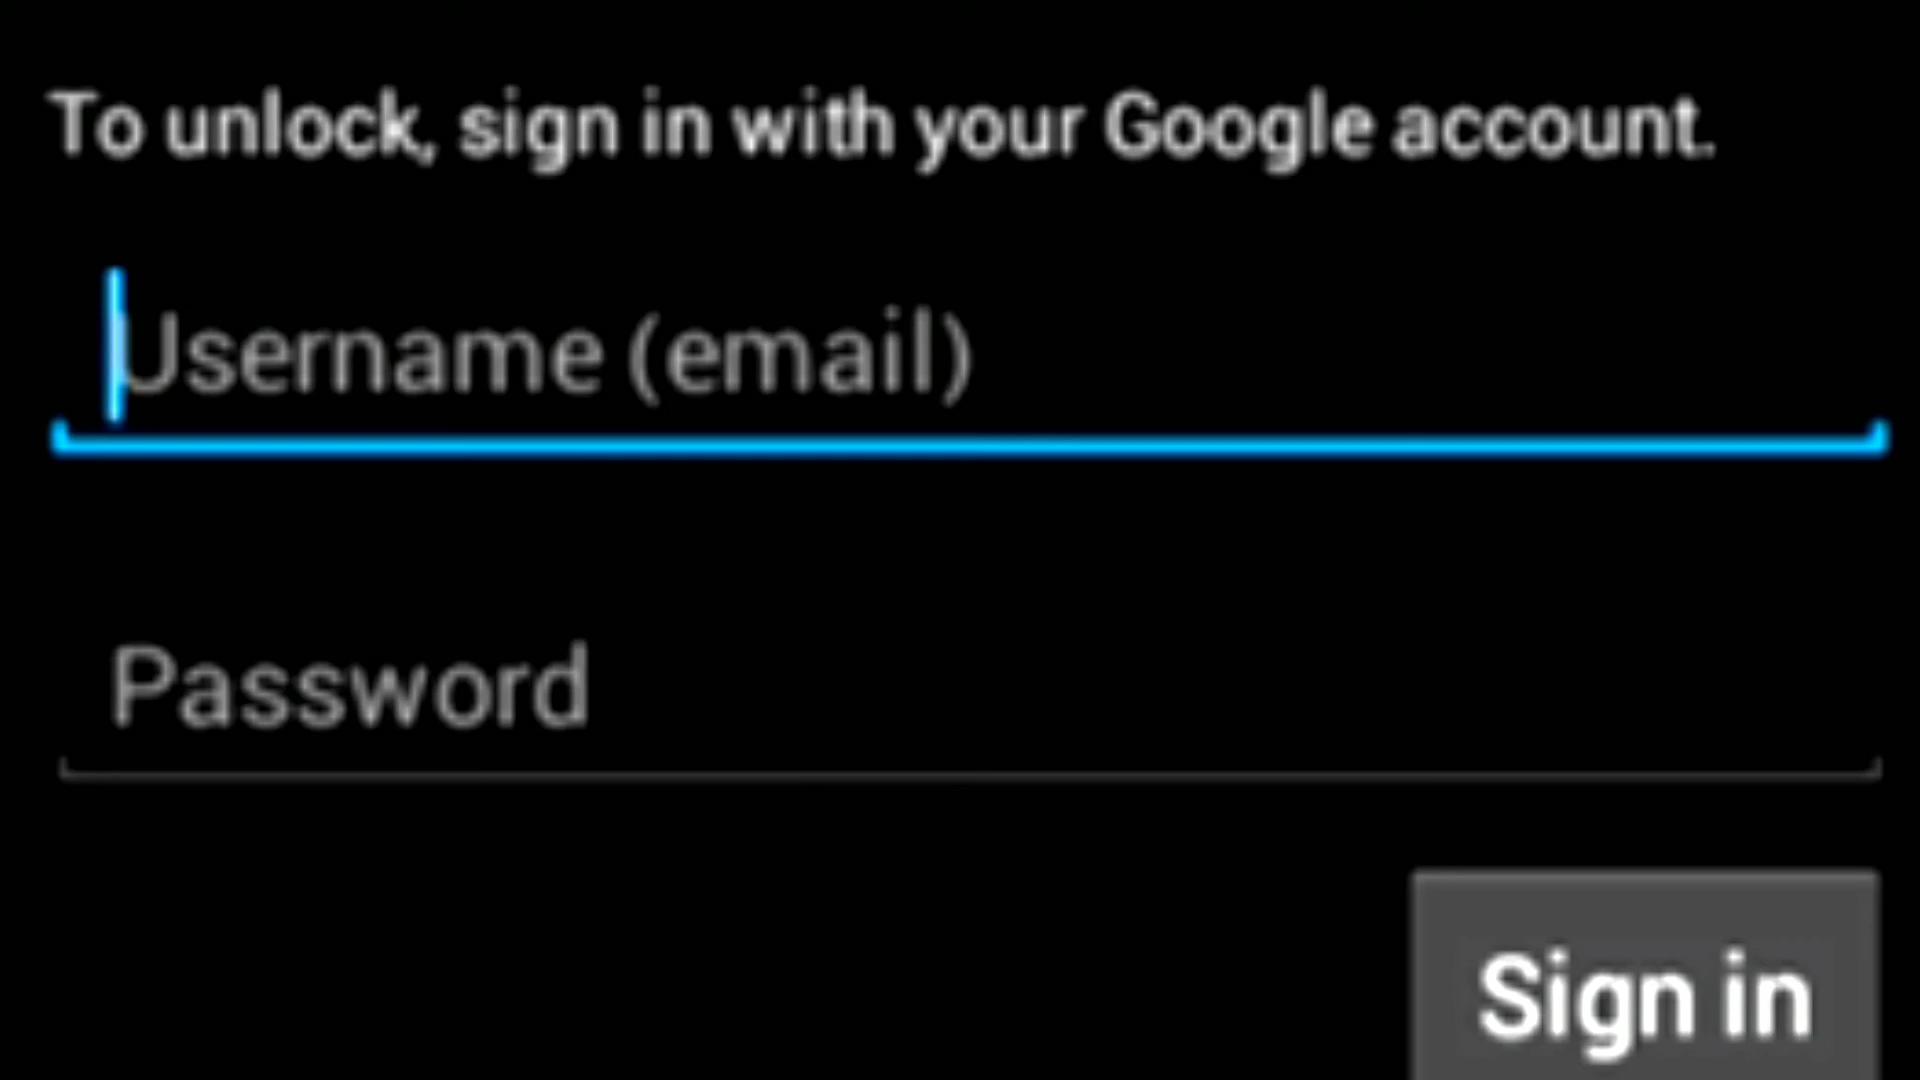 To unlock, sign in with your Google account.
Username (email)
Password
Sign in